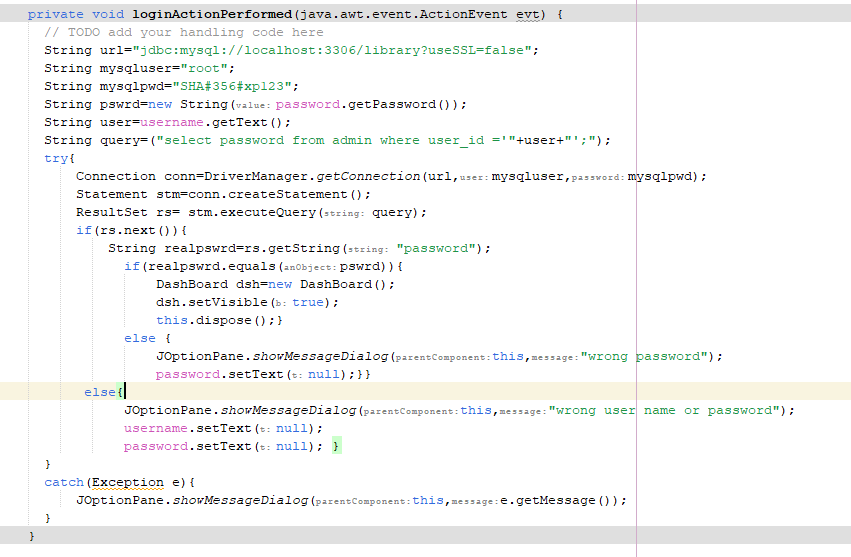 private void loginActionPerformed(java.awt.event.ActionEvent evt) {
// TODO add your handling code here
String url="jdbc:mysql://localhost:3306/library?useSSL=false";
String mysqluser="root";
String mysqlpwd="SHA#356#xp123";
String pswrd=new String(value: password.getPassword());
String user=username.getText();
String query=("select password from admin where user_id ='"+user+"';");
try{
Connection conn=DriverManager.getConnection(url,user: mysqluser,password: mysqlpwd);
Statement stm=conn.createStatement();
ResultSet rs= stm.executeQuery(string: query);
if(rs.next()){
String realpswrd=rs.getString(string: "password");
if(realpswrd.equals(anObject: pswrd)){
DashBoard dsh=new DashBoard();
dsh.setVisible(b: true);
this.dispose();}
else {
JOptionPane.showMessageDialog(parentComponent: this,message: "wrong password");
password.setText(t: null);}}
else{
JOptionPane.showMessageDialog(parentComponent: this,message: "wrong user name or password");
username.setText(t: null);
password.setText(t: null); }
}
catch(Exception e){
JOptionPane.showMessageDialog(parentComponent: this,message: e.getMessage());
}
}